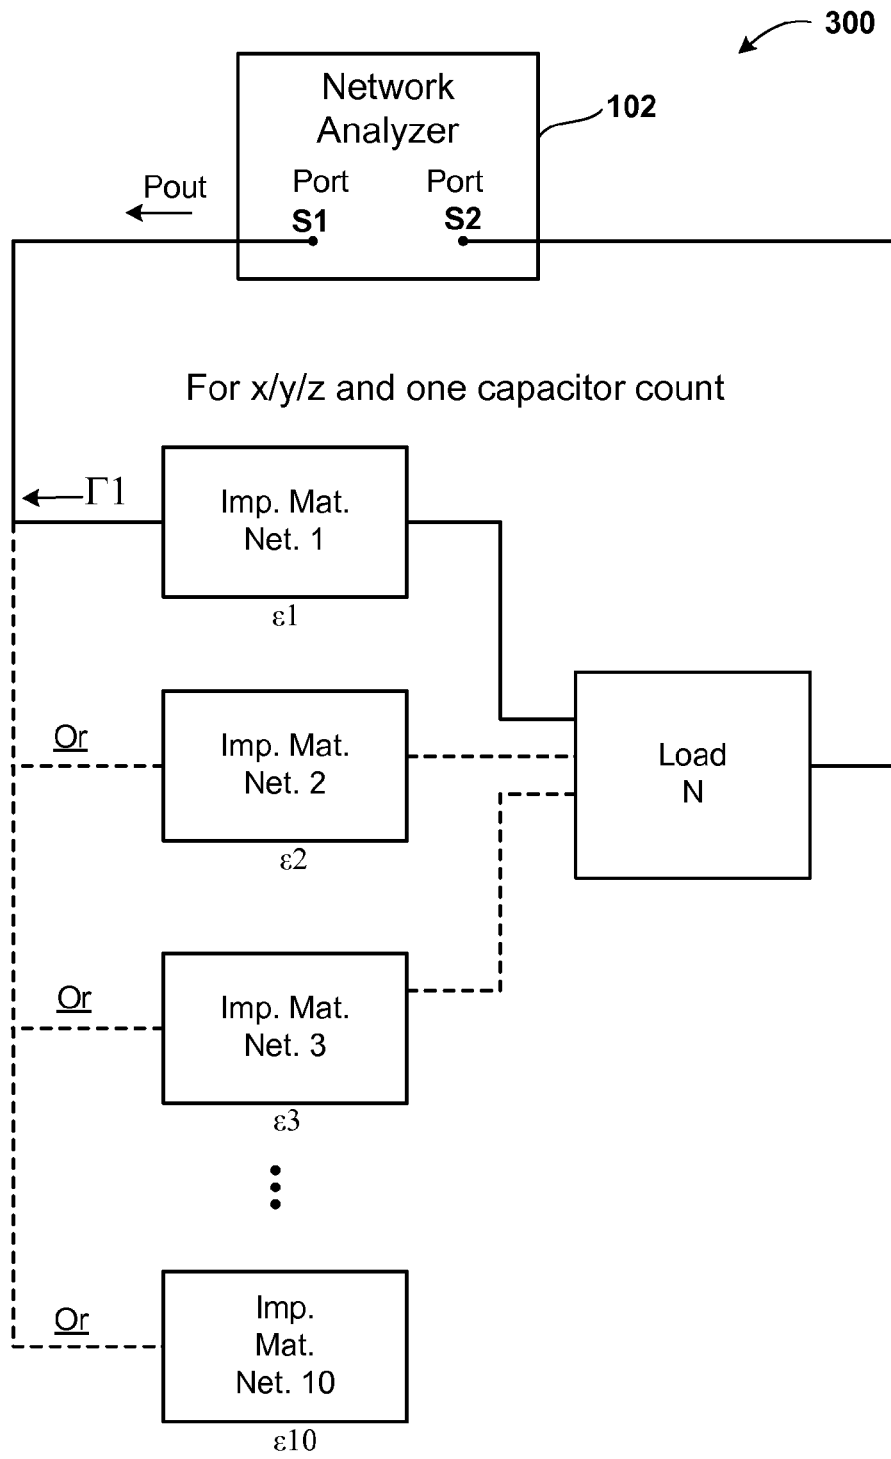 300
Network
Analyzer
102
Port
S1
Port
S2
Pout
For x/y/z and one capacitor count
Γ1
Imp. Mat.
Net. 1
ε1
Or
Imp. Mat.
Net. 2
ε2
Load
N
Or
Imp. Mat.
Net. 3
ε3
Or
Imp.
Mat.
Net. 10
ε10